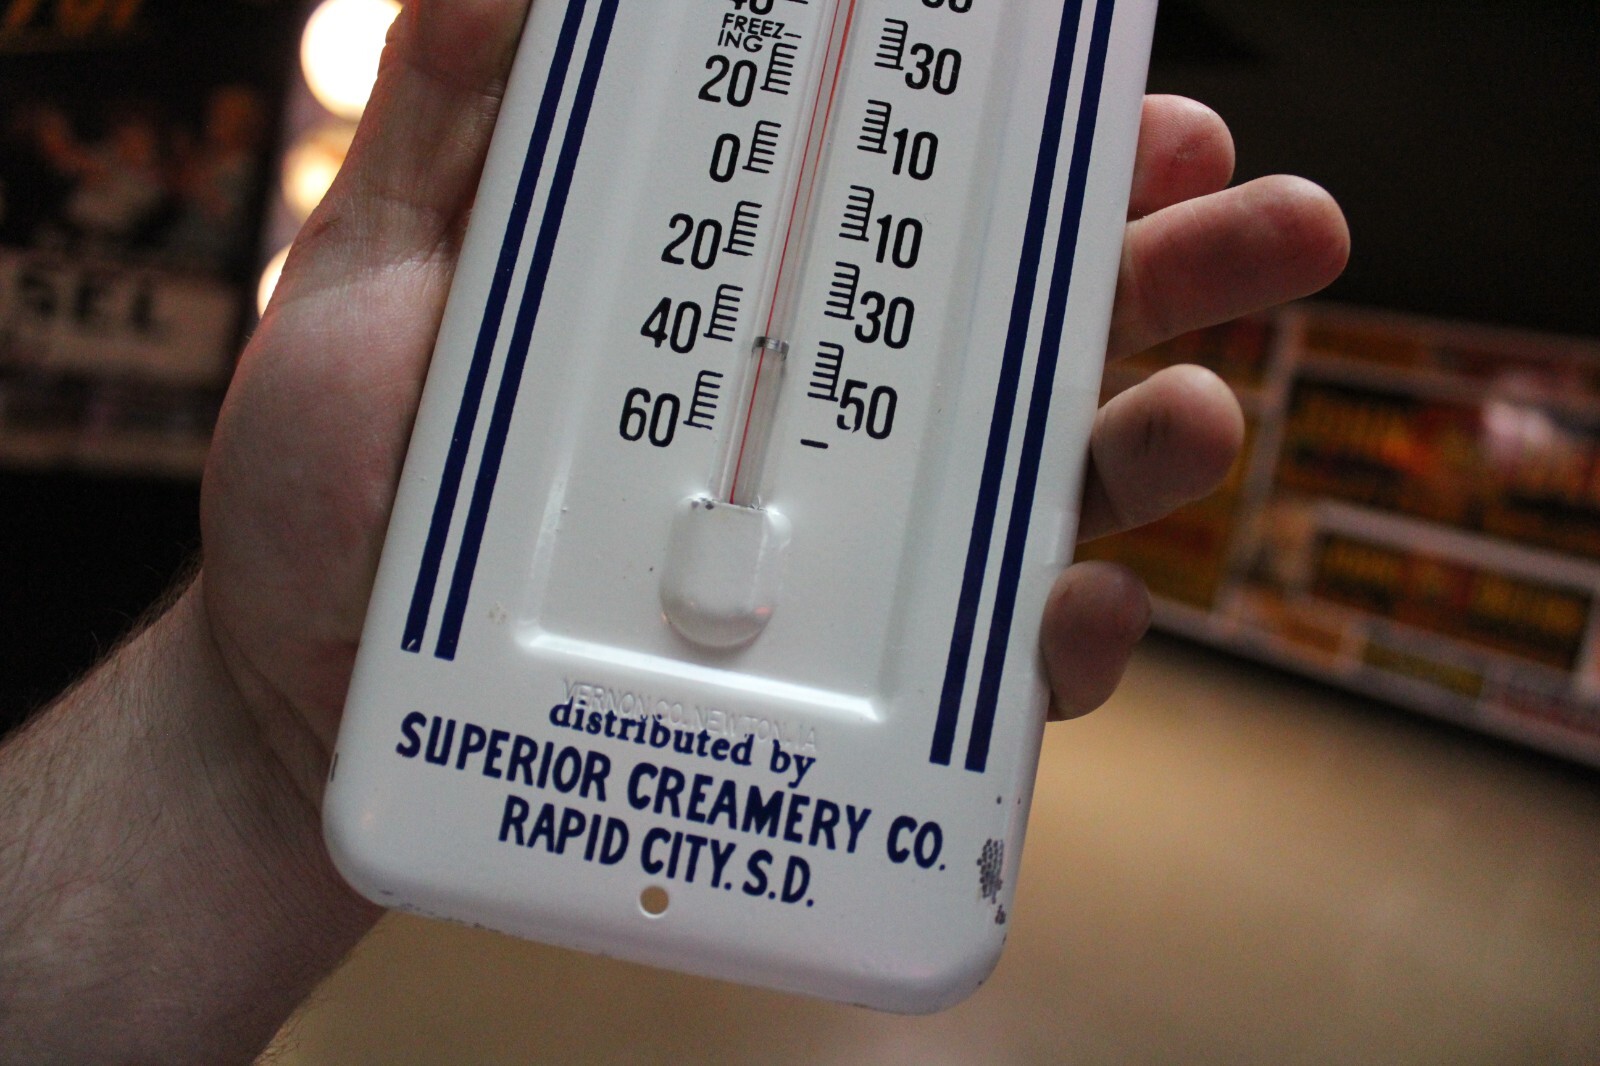 FREEZ-
ING
30
20
10
0
10
20
30
40
50
60
VERNON CO. NEWTON, IA
distributed by
SUPERIOR CREAMERY CO.
RAPID CITY. S.D.